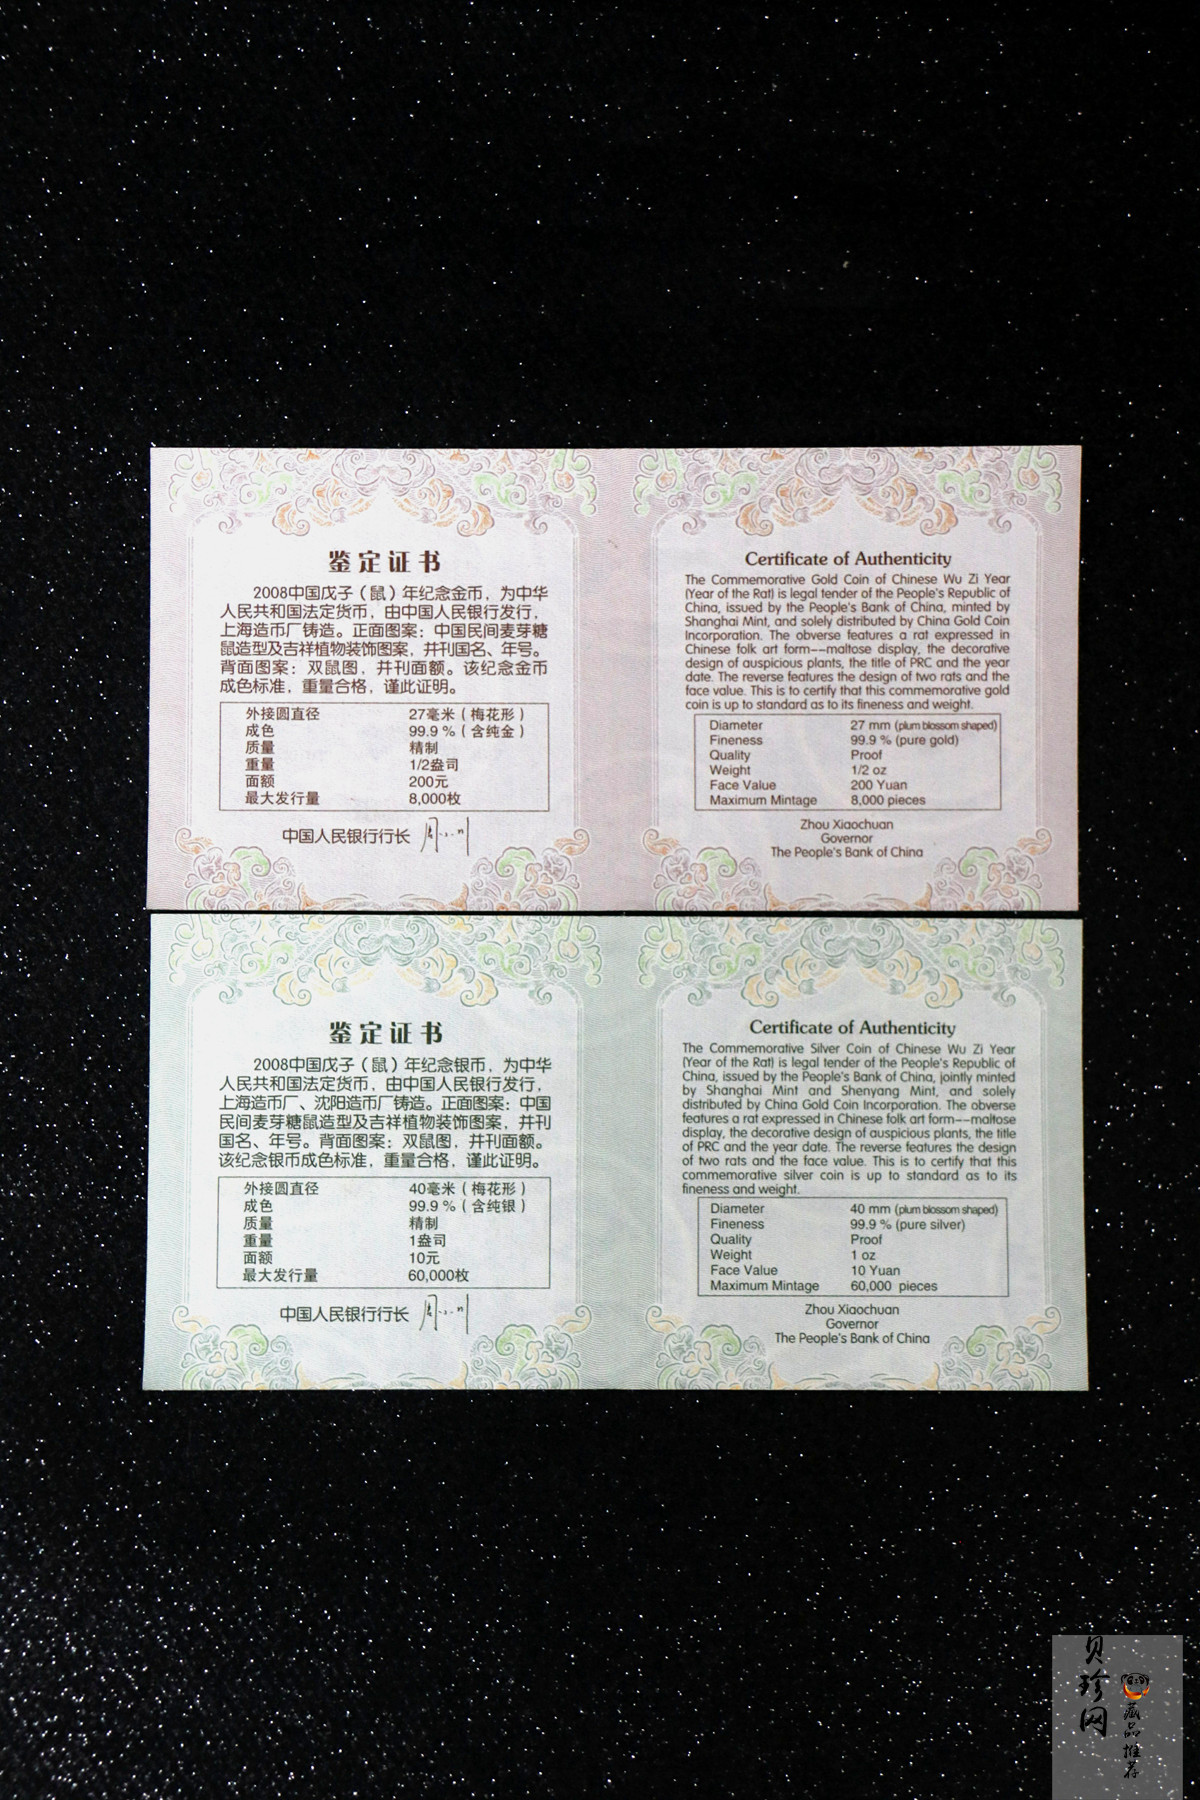 鉴定证书
2008中国戊子（鼠）年纪念金币，为中华
人民共和国法定货币，由中国人民银行发行，
上海造币厂铸造。正面图案：中国民间麦芽糖
鼠造型及吉祥植物装饰图案，并刊国名、年号。
背面图案：双鼠图，并刊面额。该纪念金币
成色标准，重量合格，谨此证明。
外接圆直径 27毫米（梅花形）
成色 99.9％（含纯金）
质量 精制
重量 1/2盎司
面额 200元
最大发行量 8,000枚
中国人民银行行长
Certificate of Authenticity
The Commemorative Gold Coin of Chinese Wu Zi Year
(Year of the Rat) is legal tender of the People's Republic of
China, issued by the People's Bank of China, minted by
Shanghai Mint, and solely distributed by China Gold Coin
Incorporation. The obverse features a rat expressed in
Chinese folk art form--maltose display, the decorative
design of auspicious plants, the title of PRC and the year
date. The reverse features the design of two rats and the
face value. This is to certify that this commemorative gold
coin is up to standard as to its fineness and weight.
Diameter 27 mm (plum blossom shaped)
Fineness 99.9 % (pure gold)
Quality Proof
Weight 1/2 oz
Face Value 200 Yuan
Maximum Mintage 8,000 pieces
Zhou Xiaochuan
Governor
The People's Bank of China
鉴定证书
2008中国戊子（鼠）年纪念银币，为中华
人民共和国法定货币，由中国人民银行发行，
上海造币厂、沈阳造币厂铸造。正面图案：中国
民间麦芽糖鼠造型及吉祥植物装饰图案，并刊
国名、年号。背面图案：双鼠图，并刊面额。
该纪念银币成色标准，重量合格，谨此证明。
外接圆直径 40毫米（梅花形）
成色 99.9％（含纯银）
质量 精制
重量 1盎司
面额 10元
最大发行量 60,000枚
中国人民银行行长
Certificate of Authenticity
The Commemorative Silver Coin of Chinese Wu Zi Year
(Year of the Rat) is legal tender of the People's Republic of
China, issued by the People's Bank of China, jointly minted
by Shanghai Mint and Shenyang Mint, and solely
distributed by China Gold Coin Incorporation. The obverse
features a rat expressed in Chinese folk art form--maltose
display, the decorative design of auspicious plants, the title
of PRC and the year date. The reverse features the design
of two rats and the face value. This is to certify that this
commemorative silver coin is up to standard as to its
fineness and weight.
Diameter 40 mm (plum blossom shaped)
Fineness 99.9 % (pure silver)
Quality Proof
Weight 1 oz
Face Value 10 Yuan
Maximum Mintage 60,000 pieces
Zhou Xiaochuan
Governor
The People's Bank of China
贝珍网
藏品推荐